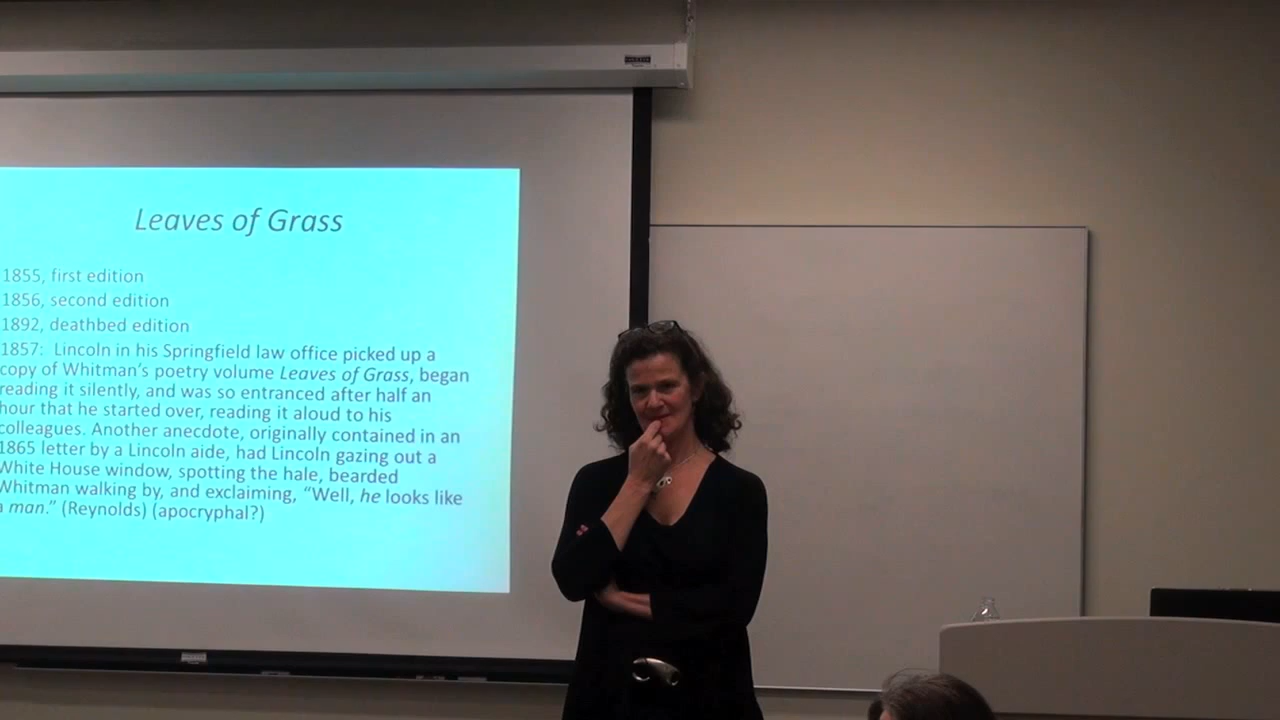 Leaves of Grass
1855, first edition
1856, second edition
1892, deathbed edition
1857: Lincoln in his Springfield law office picked up a
copy of Whitman's poetry volume Leaves of Grass, began
reading it silently, and was so entranced after half an
hour that he started over, reading it aloud to his
colleagues. Another anecdote, originally contained in an
1865 letter by a Lincoln aide, had Lincoln gazing out a
White House window, spotting the hale, bearded
Whitman walking by, and exclaiming, "Well, he looks like
a man." (Reynolds) (apocryphal?)